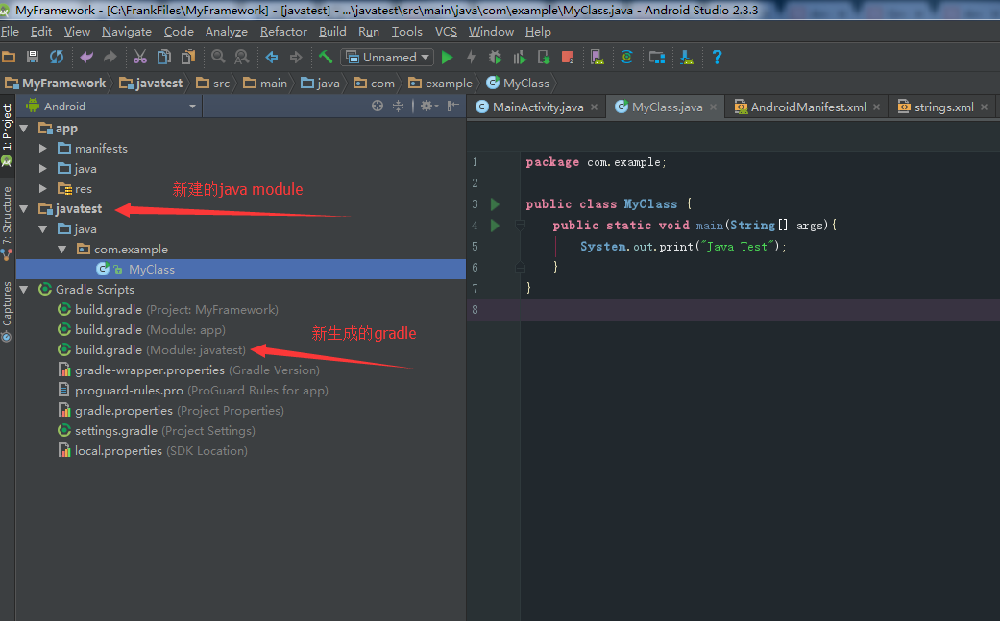 MyFramework - [C:\FrankFiles\MyFramework] - [javatest] - ...\javatest\src\main\java\com\example\MyClass.java - Android Studio 2.3.3
File Edit View Navigate Code Analyze Refactor Build Run Tools VCS Window Help
Unnamed
MyFramework javatest src main java com example MyClass
Android
MainActivity.java MyClass.java AndroidManifest.xml strings.xml
1: Project
7: Structure
Captures
app
manifests
java
res
新建的java module
javatest
java
com.example
MyClass
Gradle Scripts
build.gradle (Project: MyFramework)
build.gradle (Module: app)
新生成的gradle
build.gradle (Module: javatest)
gradle-wrapper.properties (Gradle Version)
proguard-rules.pro (ProGuard Rules for app)
gradle.properties (Project Properties)
settings.gradle (Project Settings)
local.properties (SDK Location)
1 package com.example;
2
3 public class MyClass {
4 public static void main(String[] args){
5 System.out.print("Java Test");
6 }
7 }
8